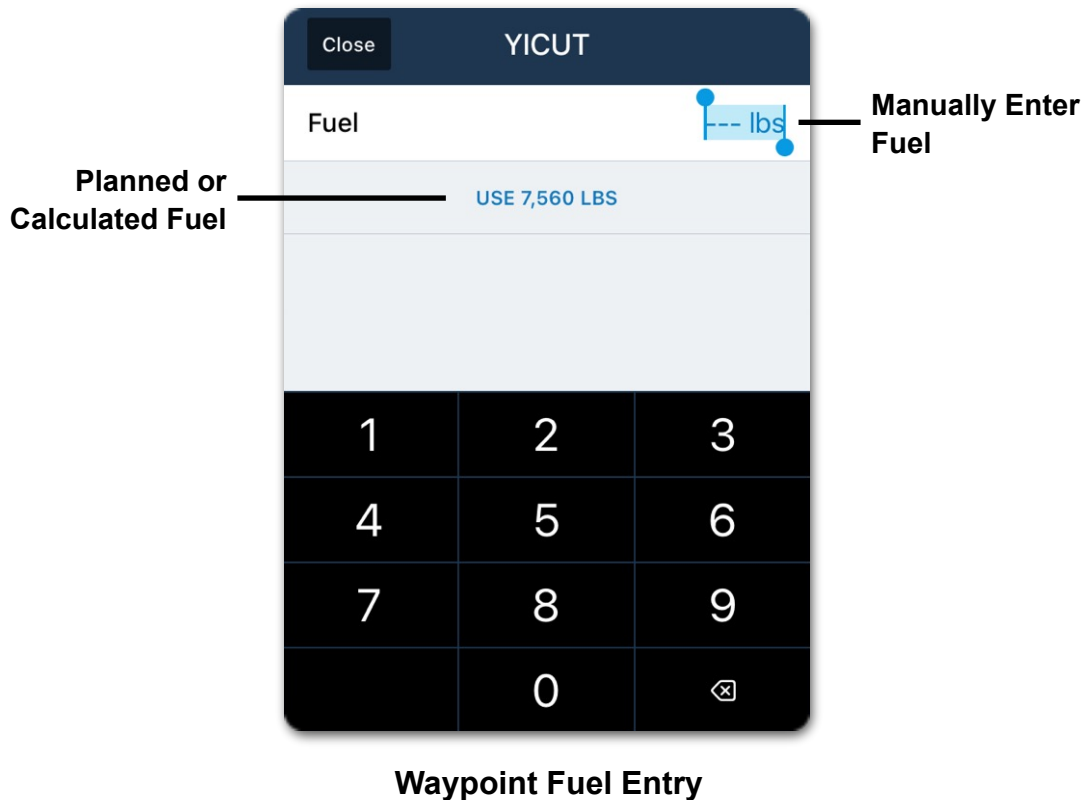 Close
YICUT
Fuel
--- lbs
Manually Enter
Fuel
Planned or
Calculated Fuel
USE 7,560 LBS
1 2 3
4 5 6
7 8 9
0
Waypoint Fuel Entry